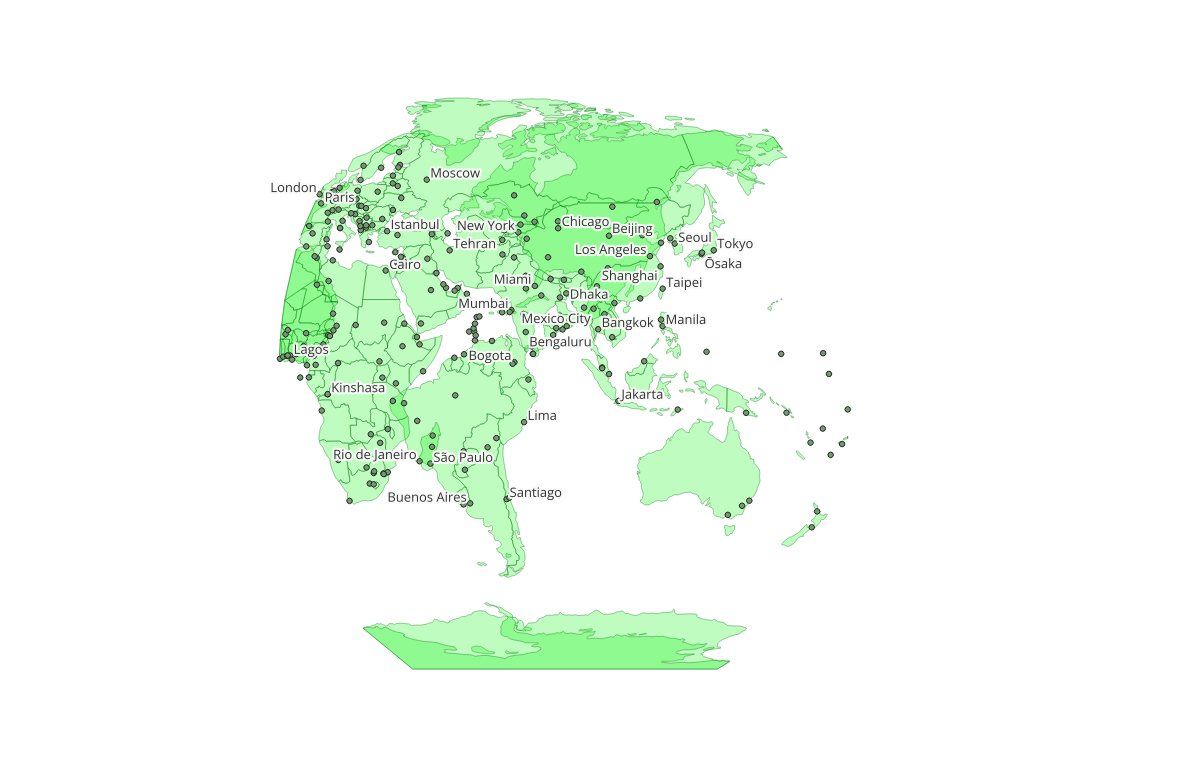 Moscow
London
Paris
Istanbul
New York
Chicago
Beijing
Seoul
Tokyo
Tehran
Los Angeles
Ōsaka
Cairo
Miami
Shanghai
Taipei
Dhaka
Mumbai
Mexico City
Bangkok
Manila
Lagos
Bengaluru
Bogota
Kinshasa
Jakarta
Lima
Rio de Janeiro
São Paulo
Buenos Aires
Santiago